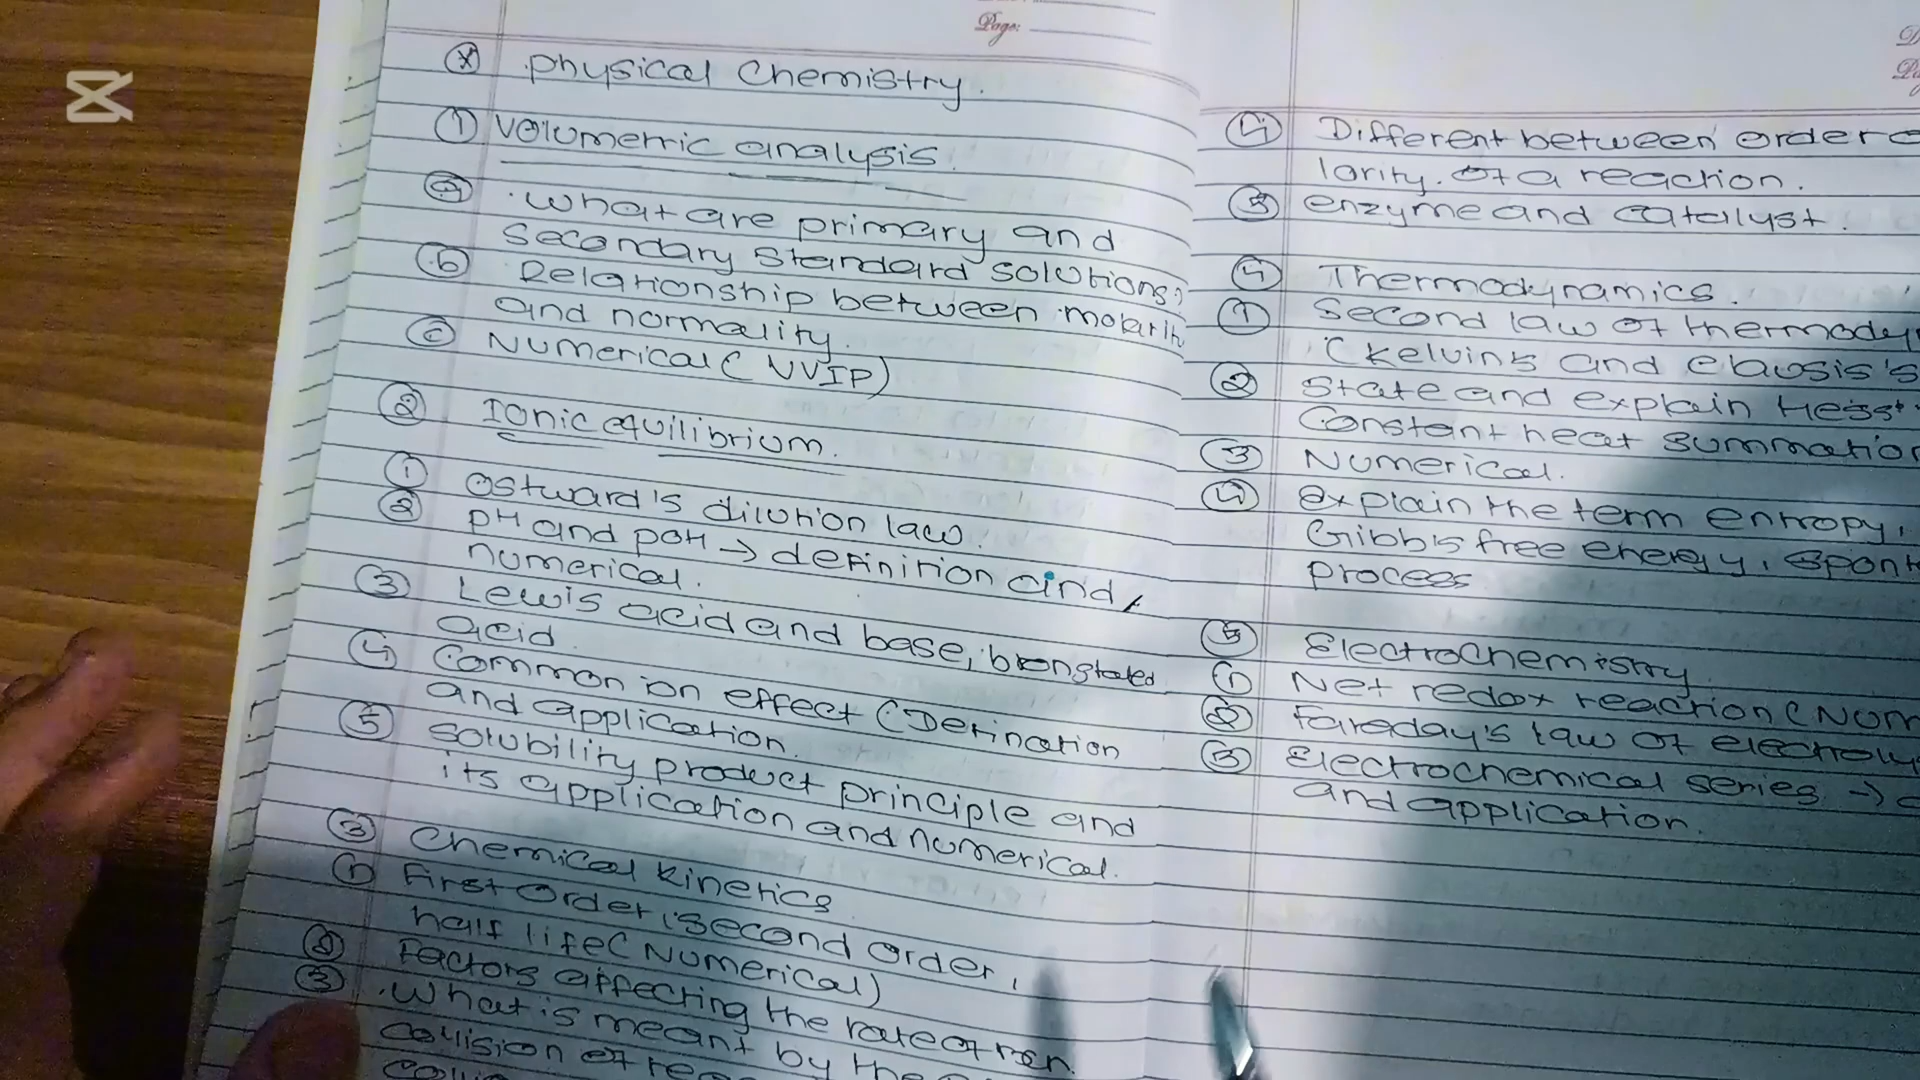 Page:
* Physical Chemistry.
① Volumetric analysis.
ⓐ What are primary and
Secondary Standard solutions?
ⓑ Relationship between molarit
and normality.
ⓒ Numerical (VVIP)
② Ionic equilibrium.
① Ostward's dilution law.
② pH and pOH → definition and,
numerical.
③ Lewis acid and base, bronsted
acid
④ Common ion effect (Defination
and application.
⑤ Solubility product principle and
its application and numerical.
③ Chemical kinetics
① First Order, Second Order,
half life (Numerical)
② Factors affecting the rate of rxn.
③ What is meant by the
collision of
④ Different between order
larity. of a reaction.
⑤ enzyme and catalyst.
④ Thermodynamics.
① Second law of thermody
(Kelvin's and clausis's
② State and explain Hess'
Constant heat summation
③ Numerical.
④ explain the term entropy,
Gibb's free energy, spont
process
⑤ Electrochemistry
① Net redox reaction (Num
② Faraday's law of electroly
③ Electrochemical series →
and application.